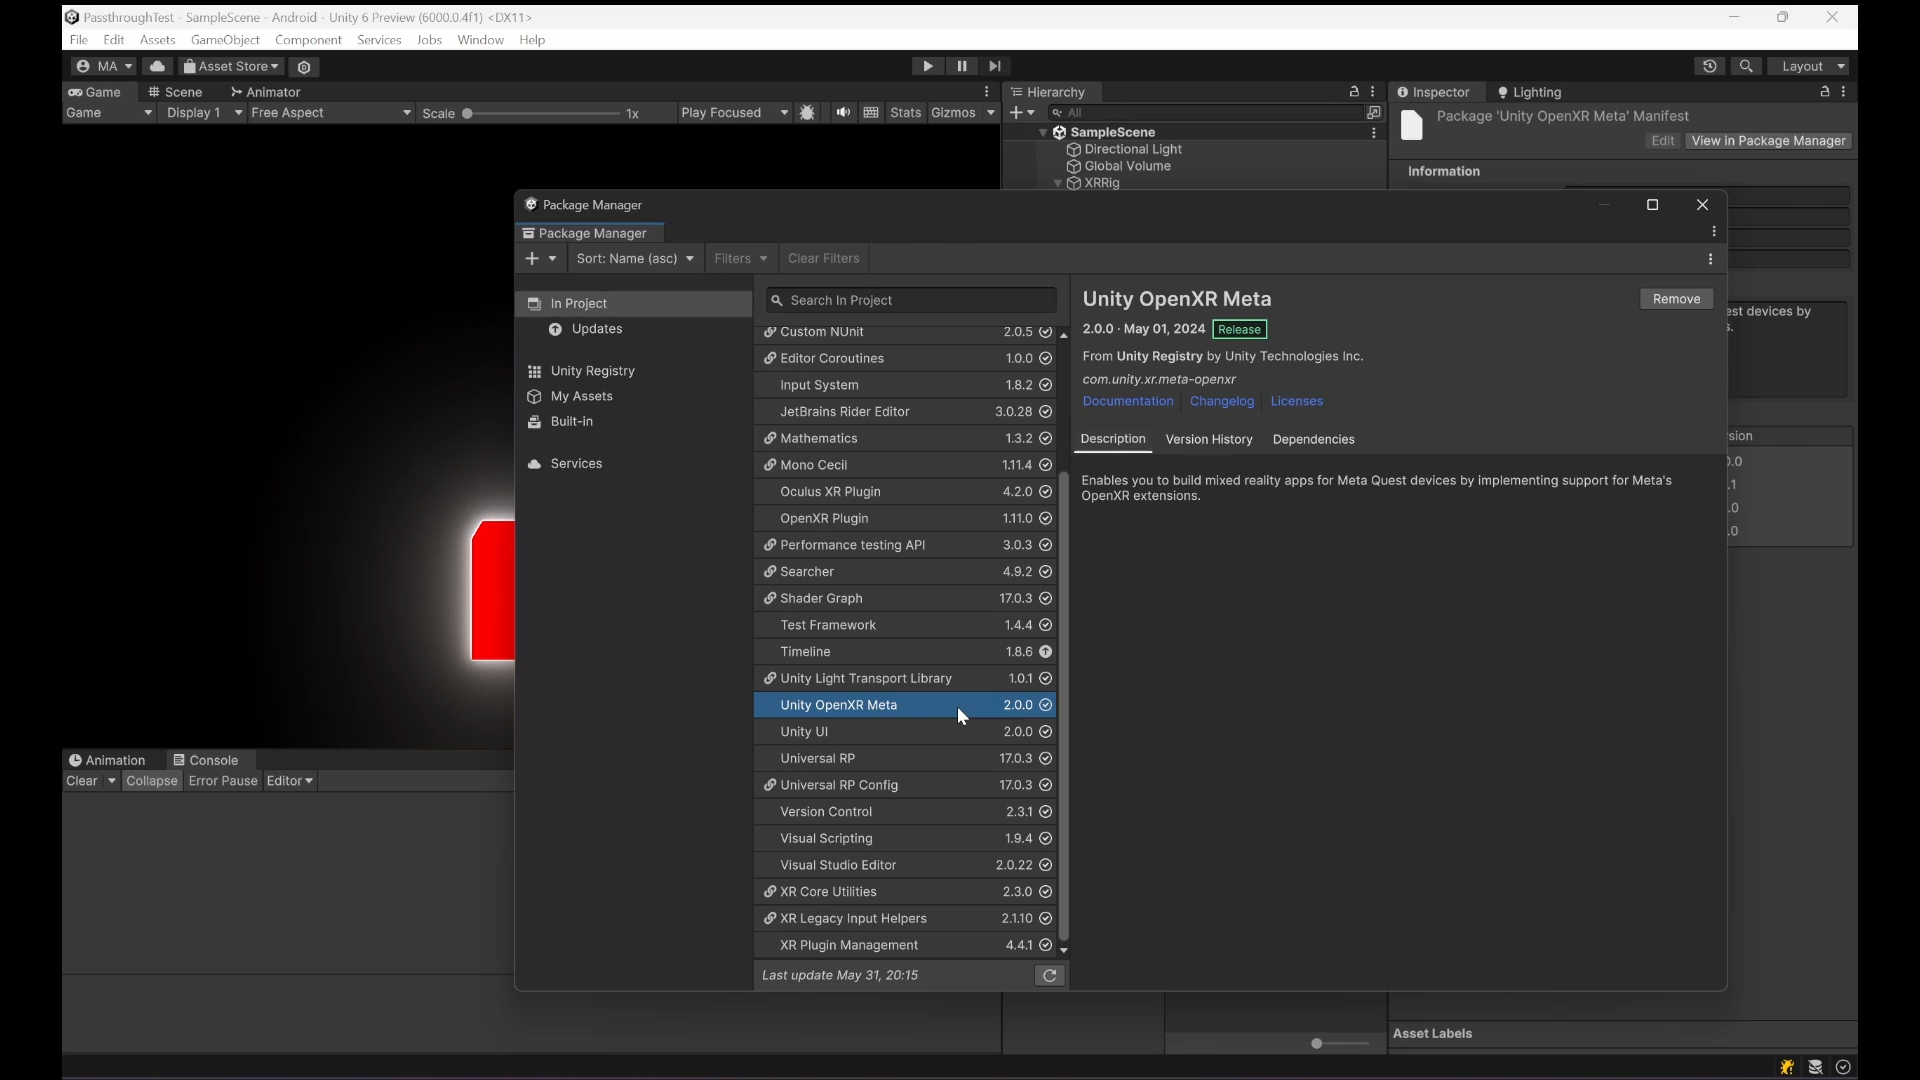 PassthroughTest - SampleScene - Android - Unity 6 Preview (6000.0.4f1) <DX11>
File Edit Assets GameObject Component Services Jobs Window Help
MA Asset Store Layout
Game Scene Animator
Hierarchy
Inspector Lighting
Game Display 1 Free Aspect Scale 1x Play Focused Stats Gizmos
All
SampleScene
Directional Light
Global Volume
XRRig
Package 'Unity OpenXR Meta' Manifest
Edit View in Package Manager
Information
Package Manager
Package Manager
Sort: Name (asc) Filters Clear Filters
In Project
Updates
Unity Registry
My Assets
Built-in
Services
Search In Project
Custom NUnit 2.0.5
Editor Coroutines 1.0.0
Input System 1.8.2
JetBrains Rider Editor 3.0.28
Mathematics 1.3.2
Mono Cecil 1.11.4
Oculus XR Plugin 4.2.0
OpenXR Plugin 1.11.0
Performance testing API 3.0.3
Searcher 4.9.2
Shader Graph 17.0.3
Test Framework 1.4.4
Timeline 1.8.6
Unity Light Transport Library 1.0.1
Unity OpenXR Meta 2.0.0
Unity UI 2.0.0
Universal RP 17.0.3
Universal RP Config 17.0.3
Version Control 2.3.1
Visual Scripting 1.9.4
Visual Studio Editor 2.0.22
XR Core Utilities 2.3.0
XR Legacy Input Helpers 2.1.10
XR Plugin Management 4.4.1
Last update May 31, 20:15
Unity OpenXR Meta
Remove
2.0.0 · May 01, 2024 Release
From Unity Registry by Unity Technologies Inc.
com.unity.xr.meta-openxr
Documentation Changelog Licenses
Description Version History Dependencies
Enables you to build mixed reality apps for Meta Quest devices by implementing support for Meta's
OpenXR extensions.
est devices by
s.
sion
.0
.1
.0
.0
Animation Console
Clear Collapse Error Pause Editor
Asset Labels